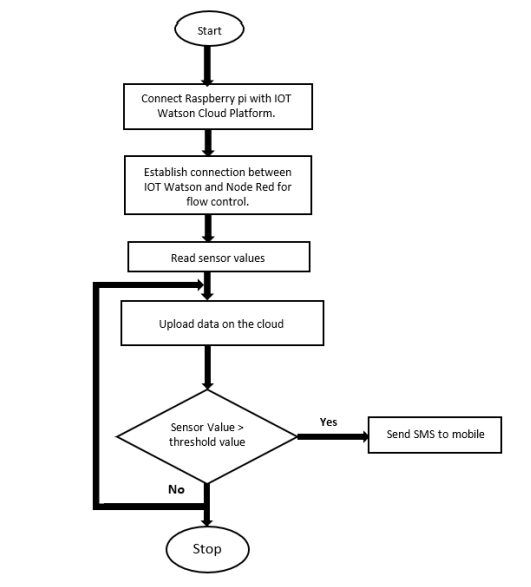 Start
Connect Raspberry pi with IOT
Watson Cloud Platform.
Establish connection between
IOT Watson and Node Red for
flow control.
Read sensor values
Upload data on the cloud
Sensor Value >
threshold value
Yes
Send SMS to mobile
No
Stop